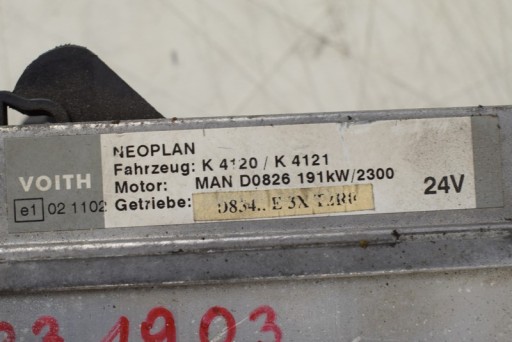 NEOPLAN
Fahrzeug: K 4120 / K 4121
VOITH
Motor: MAN D0826 191kW/2300
24V
e1 02 1102
Getriebe: